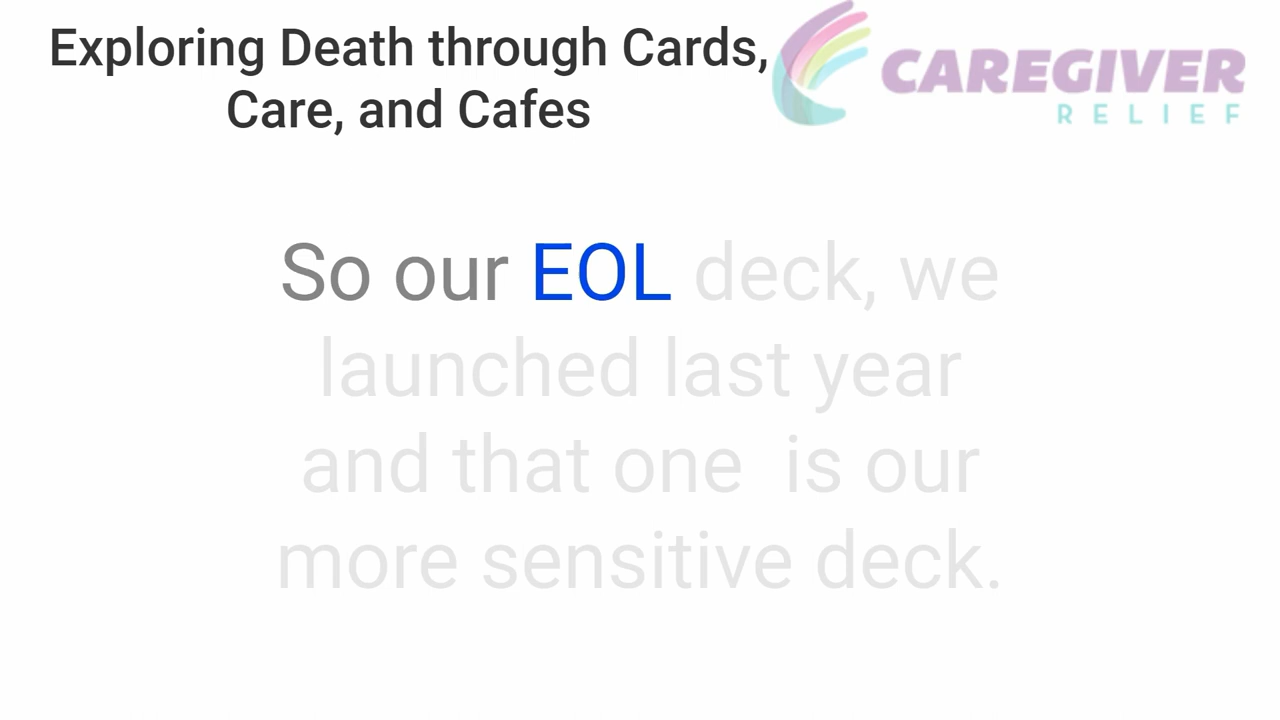 Exploring Death through Cards,
Care, and Cafes
CAREGIVER
RELIEF
So our EOL deck, we
launched last year
and that one  is our
more sensitive deck.